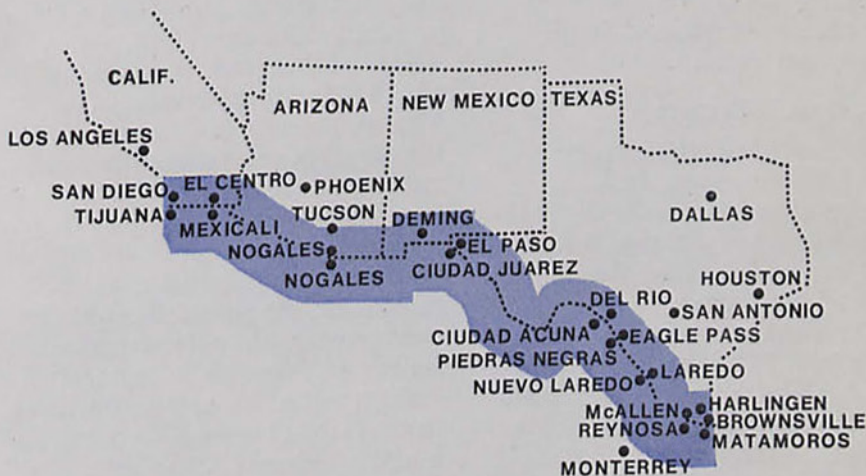 CALIF.
ARIZONA
NEW MEXICO
TEXAS
LOS ANGELES
SAN DIEGO
EL CENTRO
PHOENIX
TIJUANA
MEXICALI
TUCSON
DEMING
DALLAS
NOGALES
EL PASO
NOGALES
CIUDAD JUAREZ
HOUSTON
DEL RIO
SAN ANTONIO
CIUDAD ACUNA
EAGLE PASS
PIEDRAS NEGRAS
LAREDO
NUEVO LAREDO
McALLEN
HARLINGEN
BROWNSVILLE
REYNOSA
MATAMOROS
MONTERREY